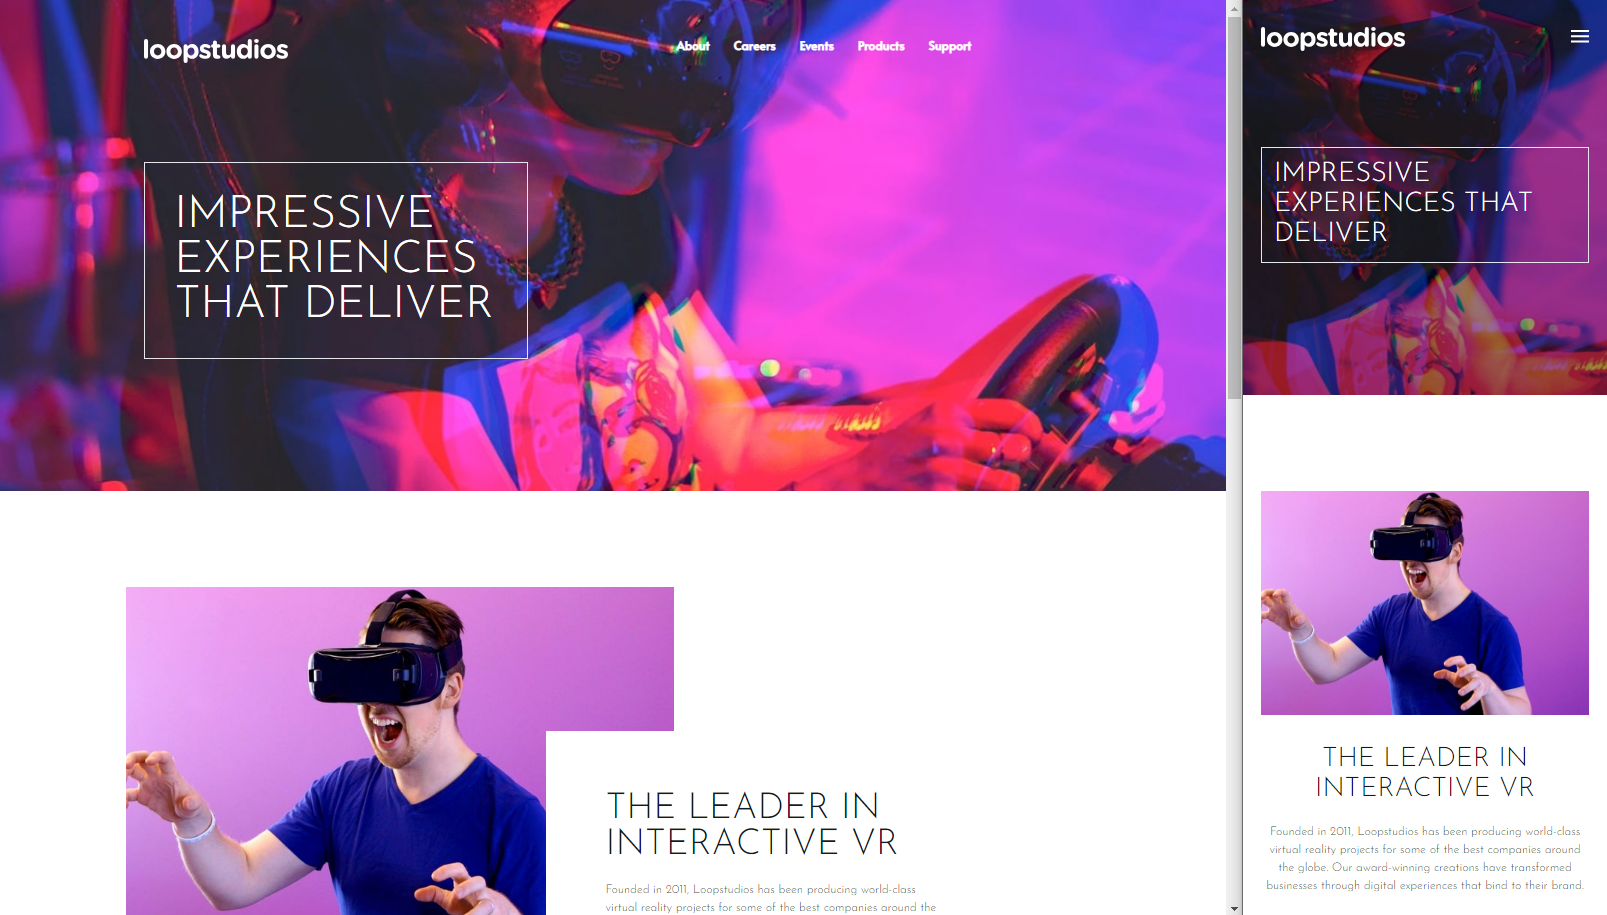 loopstudios
About Careers Events Products Support
IMPRESSIVE
EXPERIENCES
THAT DELIVER
THE LEADER IN
INTERACTIVE VR
Founded in 2011, Loopstudios has been producing world-class
virtual reality projects for some of the best companies around the
loopstudios
IMPRESSIVE
EXPERIENCES THAT
DELIVER
THE LEADER IN
INTERACTIVE VR
Founded in 2011, Loopstudios has been producing world-class
virtual reality projects for some of the best companies around
the globe. Our award-winning creations have transformed
businesses through digital experiences that bind to their brand.